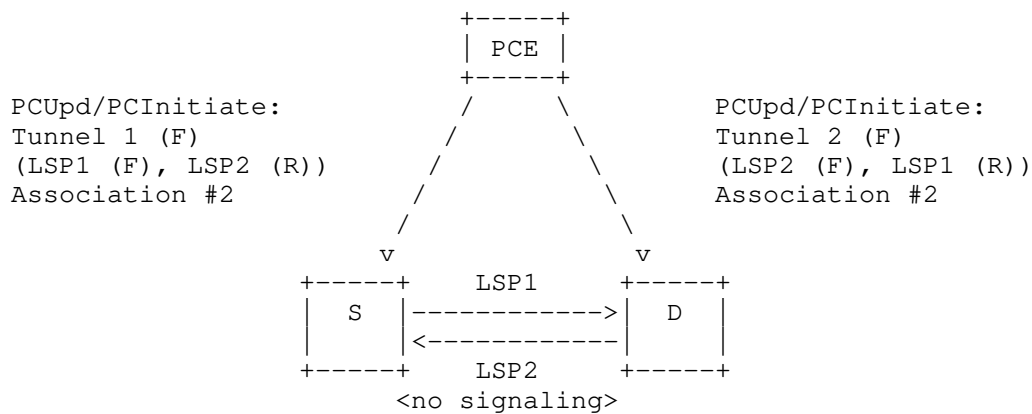 PCE
PCUpd/PCInitiate: PCUpd/PCInitiate:
Tunnel 1 (F) Tunnel 2 (F)
(LSP1 (F), LSP2 (R)) (LSP2 (F), LSP1 (R))
Association #2 Association #2
v v
LSP1
S D
LSP2
<no signaling>